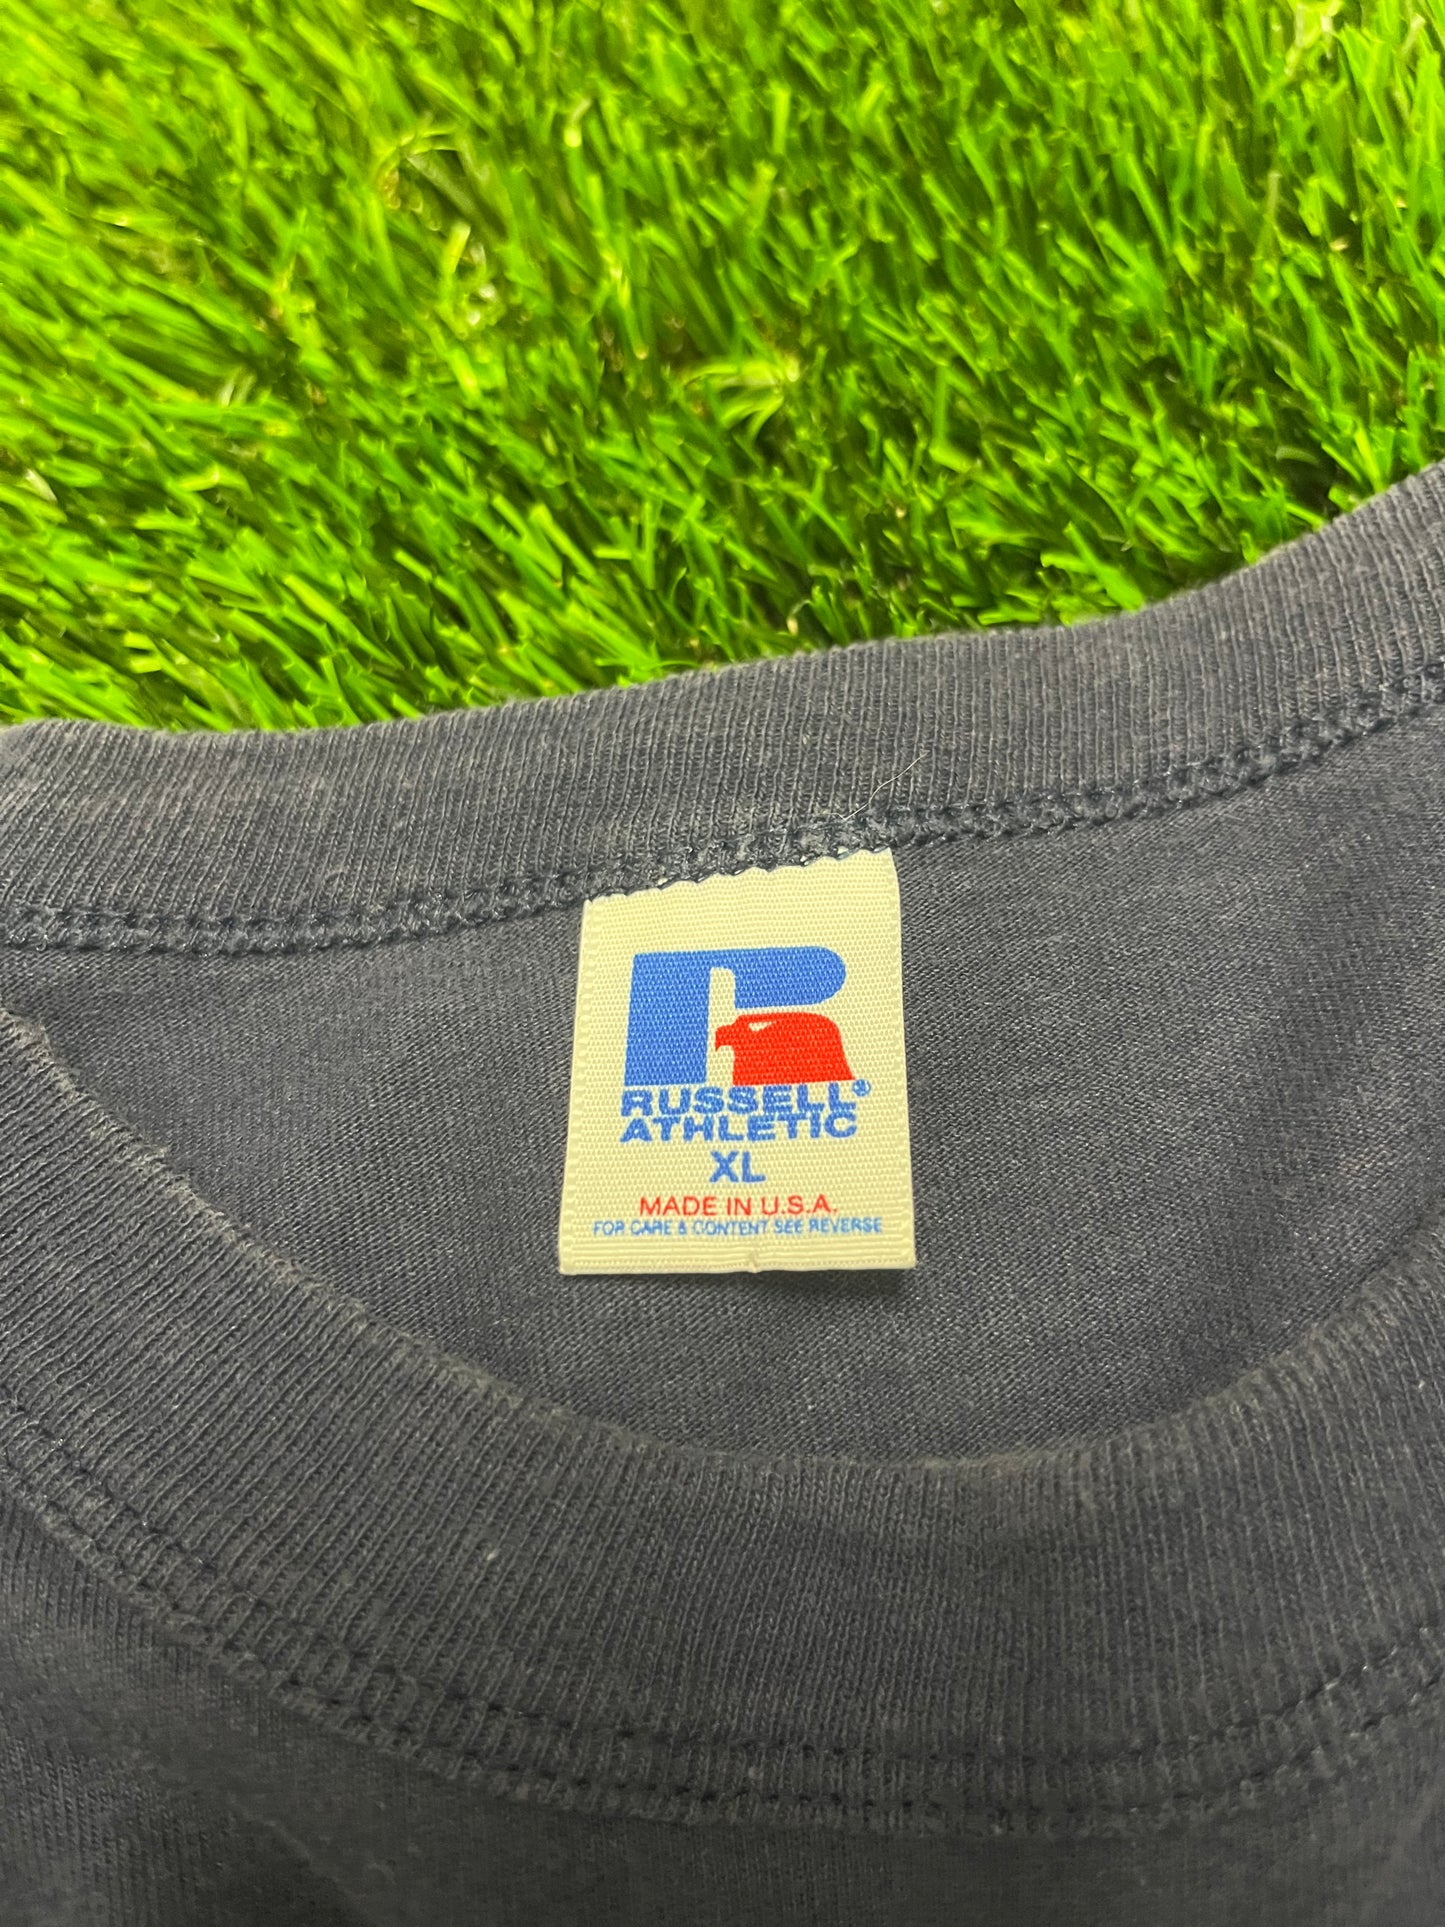 RUSSELL®
ATHLETIC
XL
MADE IN U.S.A.
FOR CARE & CONTENT SEE REVERSE